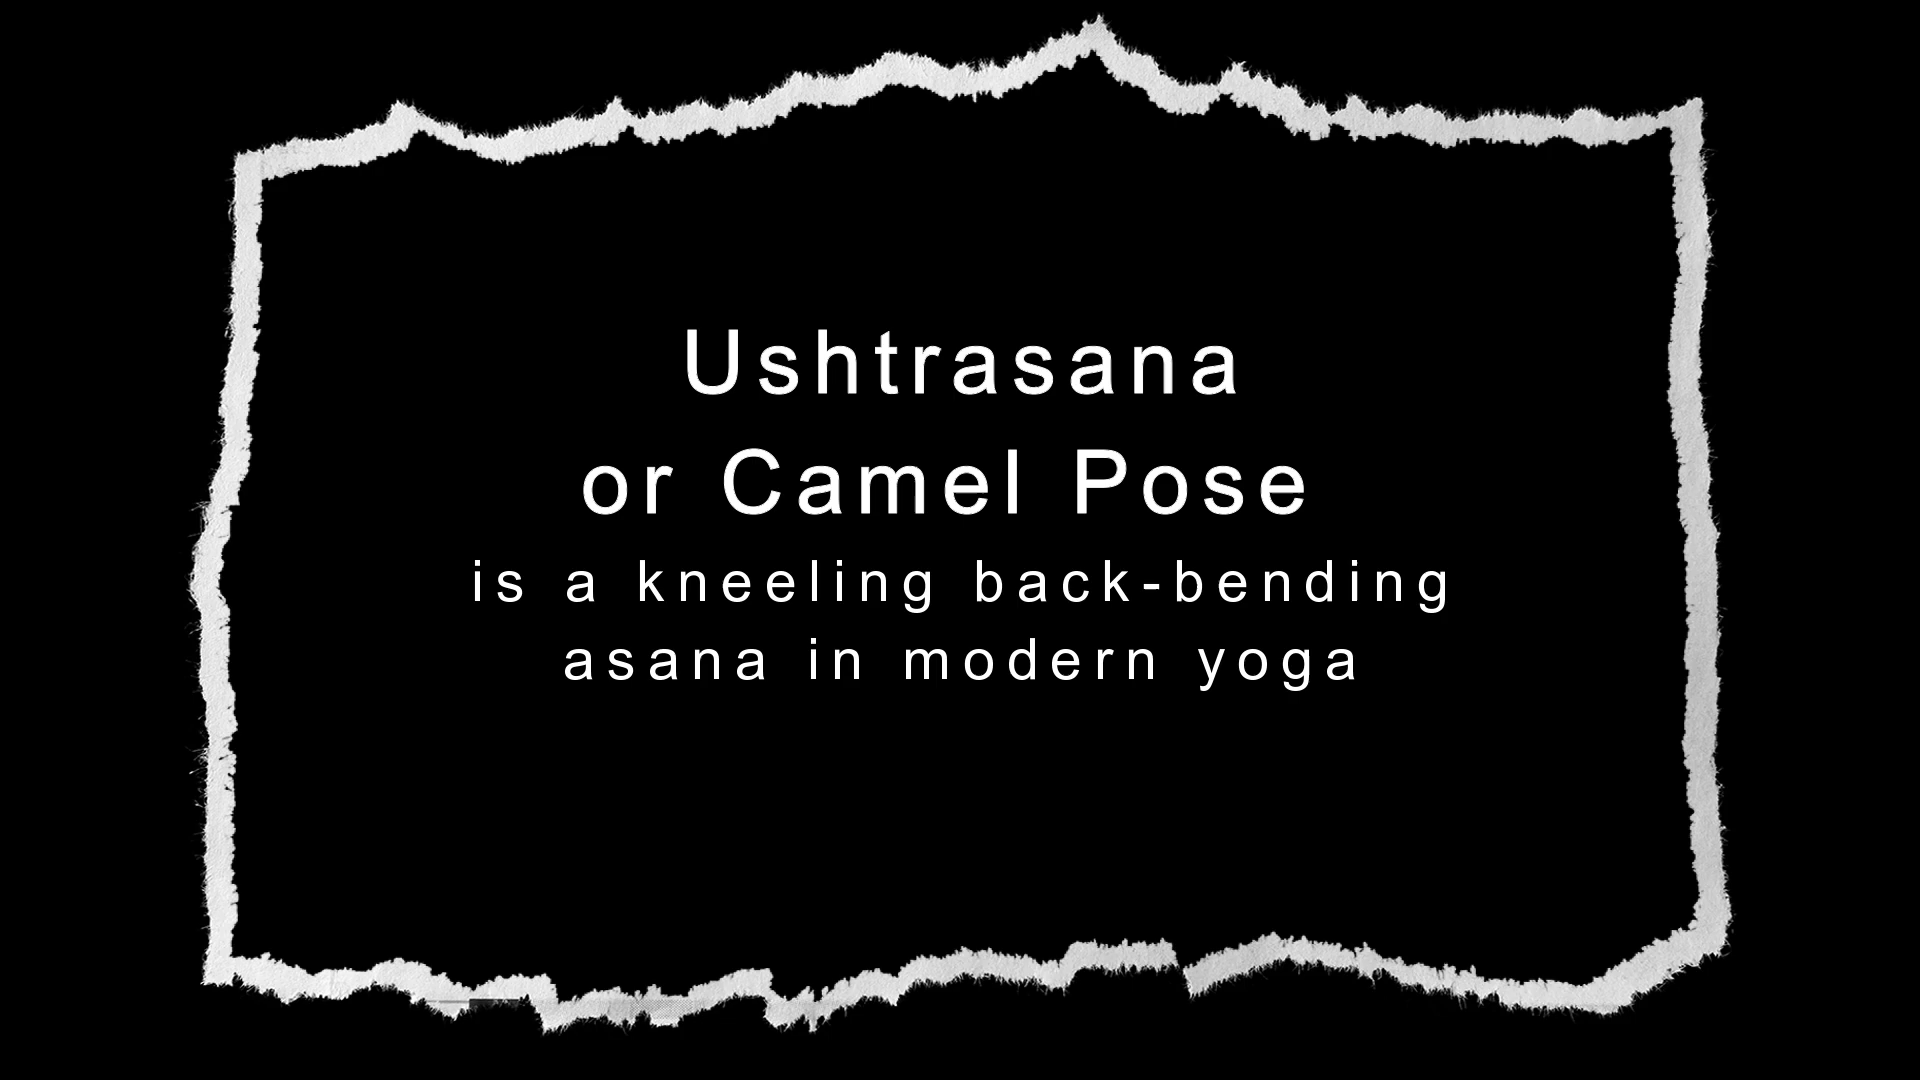 Ushtrasana
or Camel Pose
is a kneeling back-bending
asana in modern yoga